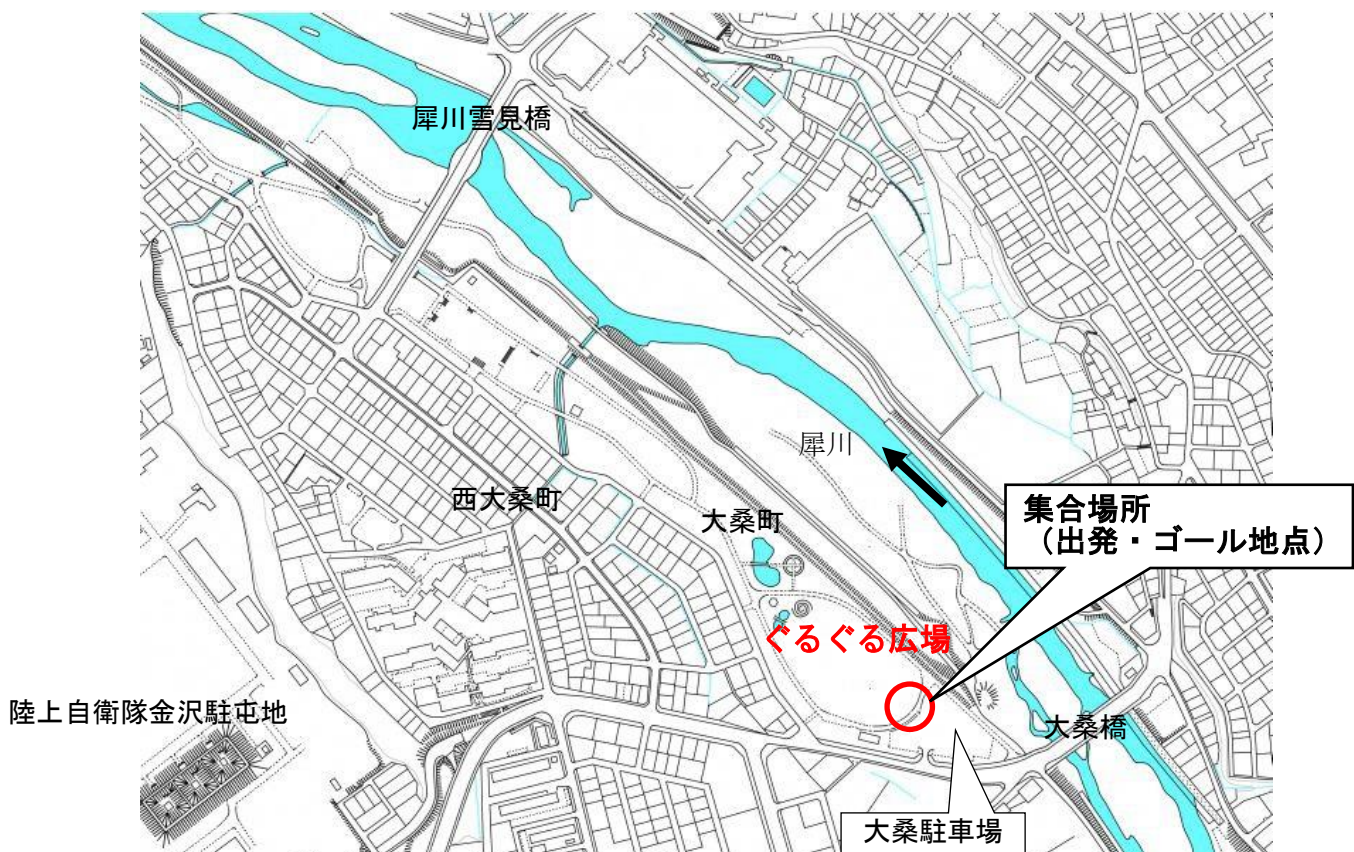 犀川雪見橋
犀川
集合場所
（出発・ゴール地点）
西大桑町
大桑町
ぐるぐる広場
陸上自衛隊金沢駐屯地
大桑橋
大桑駐車場